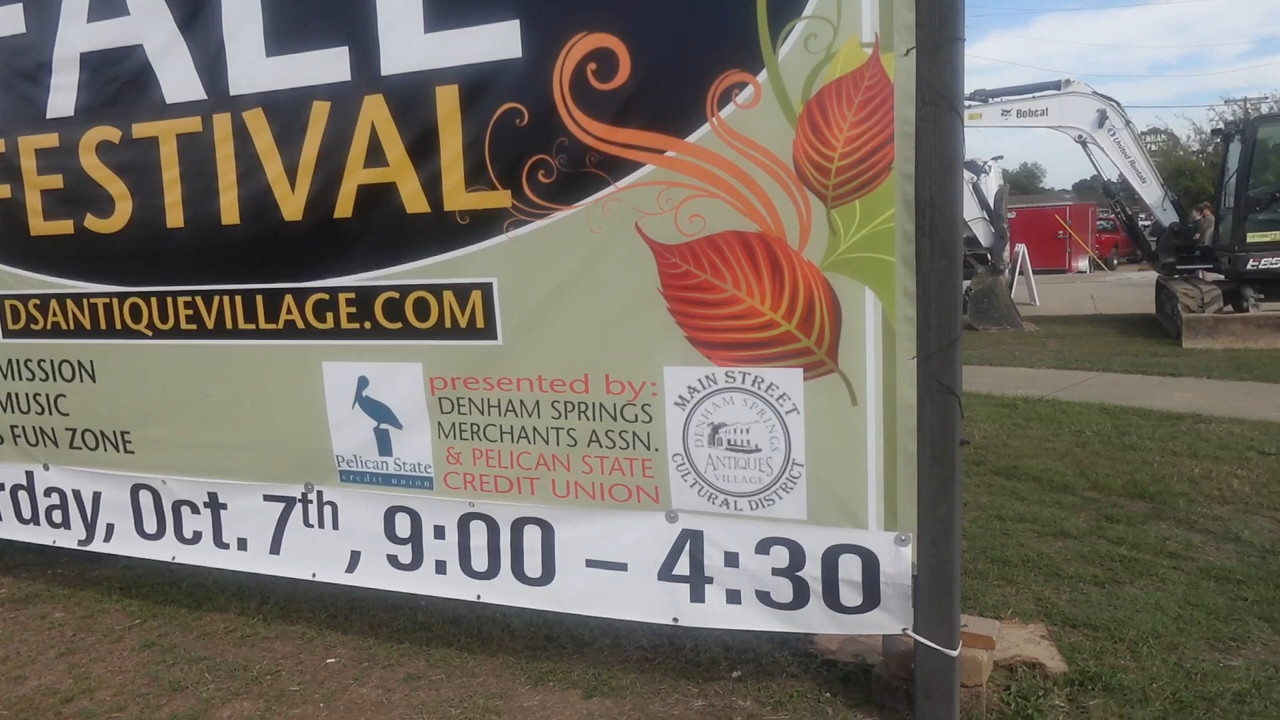 FALL
FESTIVAL
DSANTIQUEVILLAGE.COM
MISSION
MUSIC
S FUN ZONE
Pelican State
credit union
presented by:
DENHAM SPRINGS
MERCHANTS ASSN.
& PELICAN STATE
CREDIT UNION
MAIN STREET
DENHAM SPRINGS
ANTIQUES
VILLAGE
CULTURAL DISTRICT
rday, Oct. 7th, 9:00 – 4:30
Bobcat
United Rentals
E85